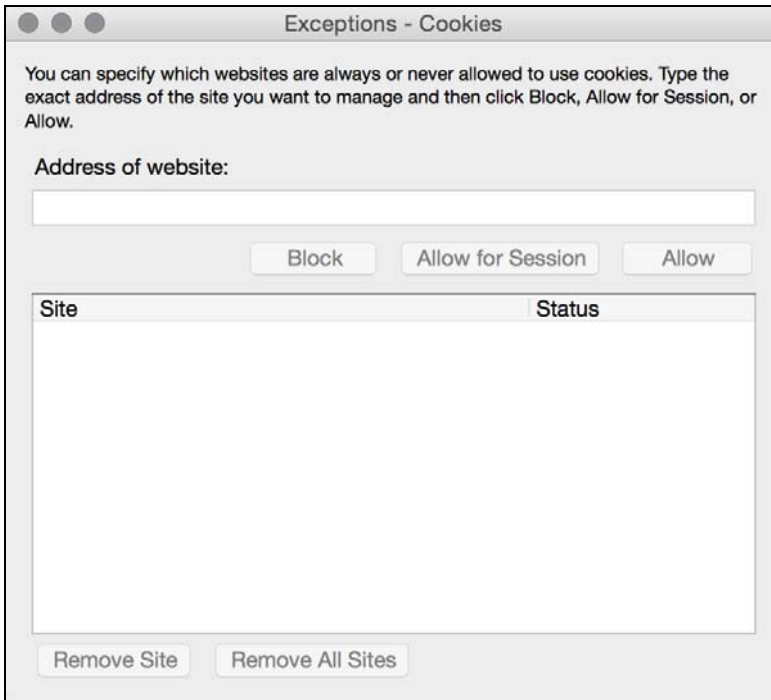 Exceptions - Cookies
You can specify which websites are always or never allowed to use cookies. Type the
exact address of the site you want to manage and then click Block, Allow for Session, or
Allow.
Address of website:
Block Allow for Session Allow
Site Status
Remove Site Remove All Sites